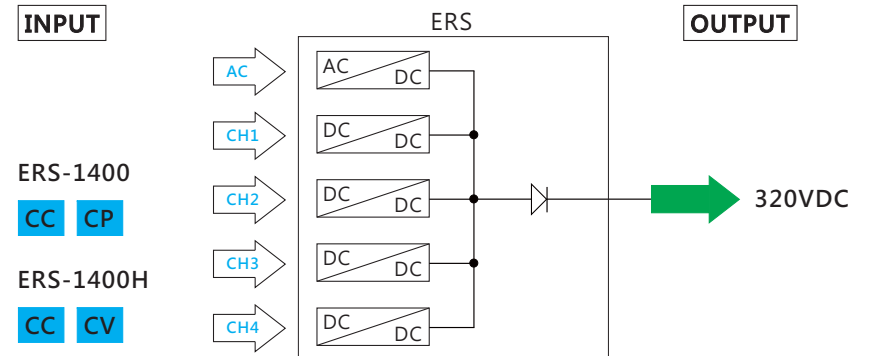 INPUT
ERS
OUTPUT
AC
AC
DC
CH1
DC
DC
ERS-1400
CH2
DC
DC
320VDC
CC CP
ERS-1400H
CH3
DC
DC
CC CV
CH4
DC
DC